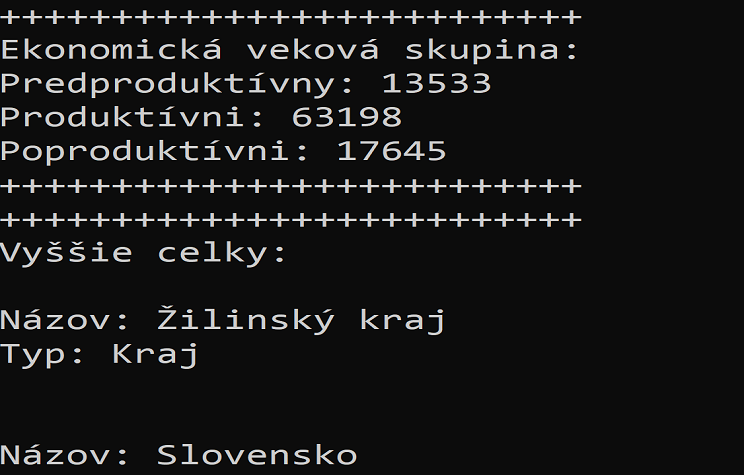 ++++++++++++++++++++++++++
Ekonomická veková skupina:
Predproduktívny: 13533
Produktívni: 63198
Poproduktívni: 17645
++++++++++++++++++++++++++
++++++++++++++++++++++++++
Vyššie celky:
Názov: Žilinský kraj
Typ: Kraj
Názov: Slovensko